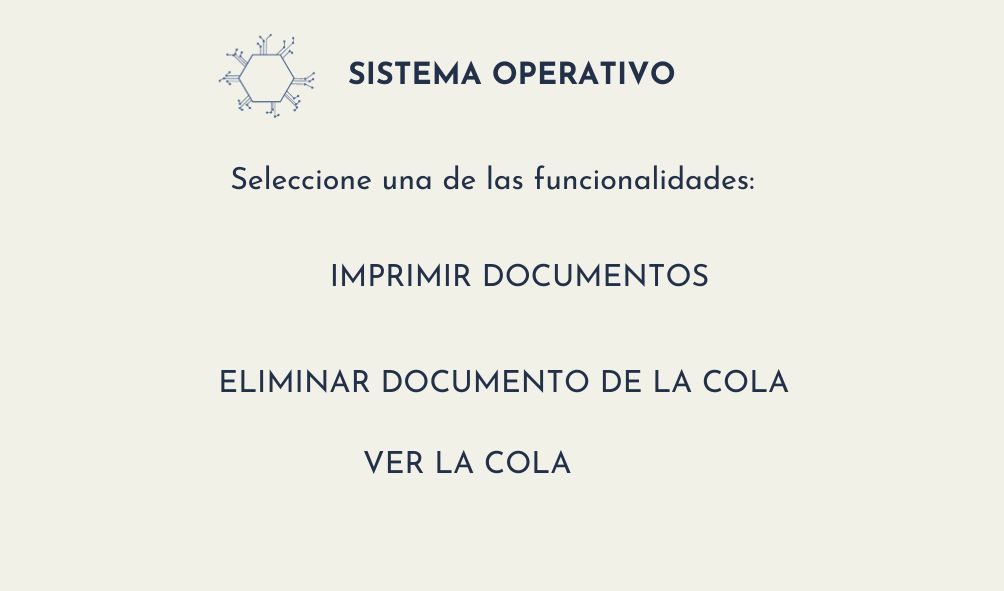 SISTEMA OPERATIVO
Seleccione una de las funcionalidades:
IMPRIMIR DOCUMENTOS
ELIMINAR DOCUMENTO DE LA COLA
VER LA COLA